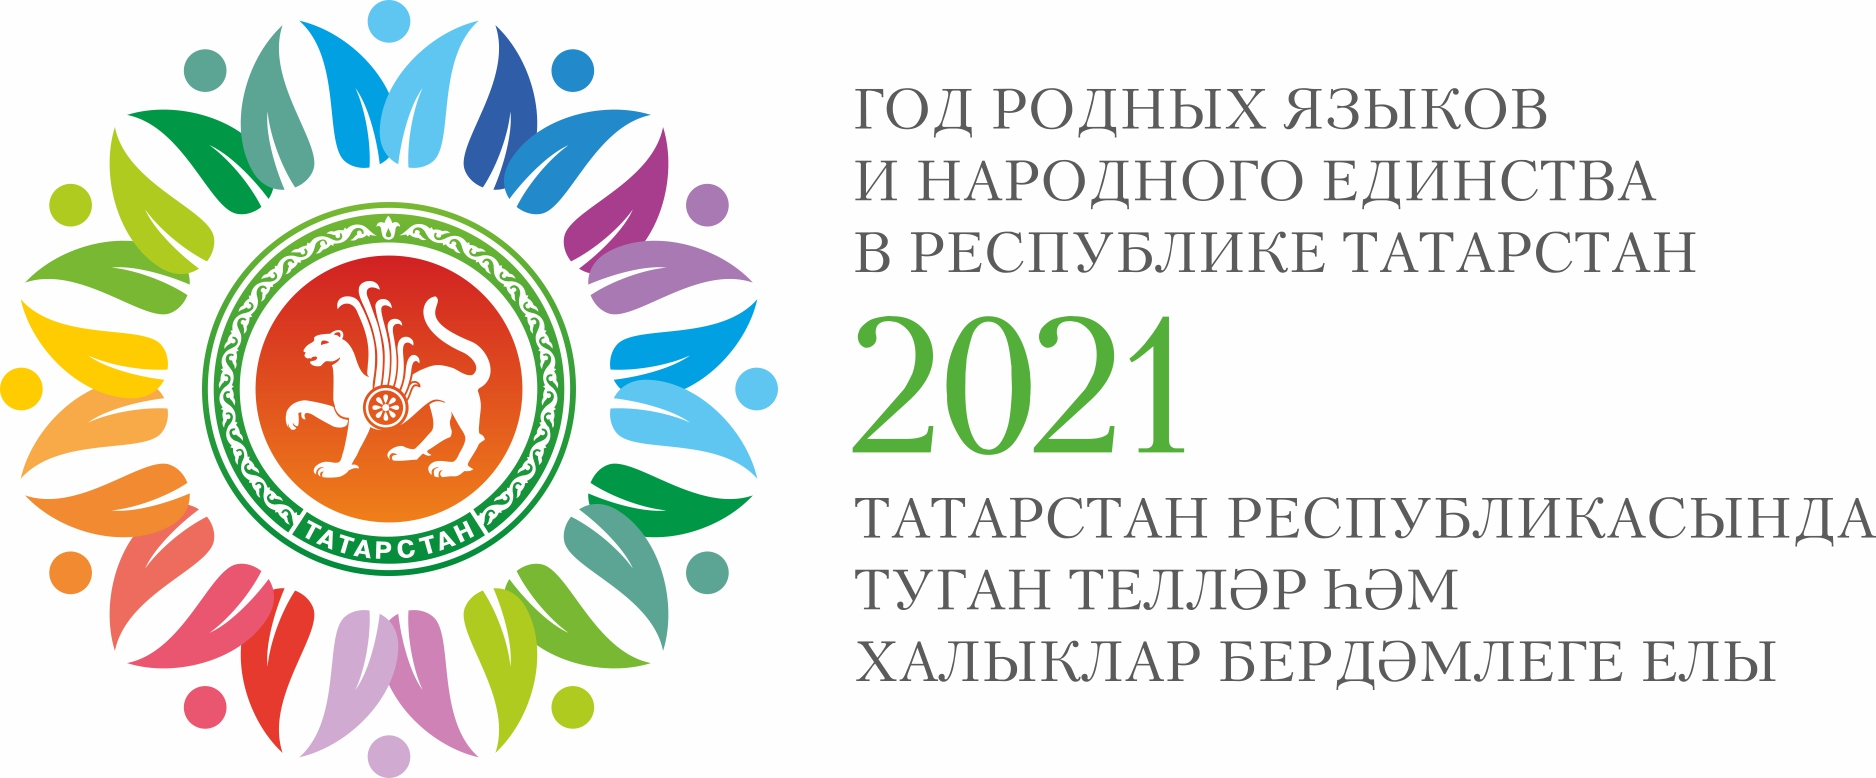 ТАТАРСТАН
ГОД РОДНЫХ ЯЗЫКОВ
И НАРОДНОГО ЕДИНСТВА
В РЕСПУБЛИКЕ ТАТАРСТАН
2021
ТАТАРСТАН РЕСПУБЛИКАСЫНДА
ТУГАН ТЕЛЛӘР ҺӘМ
ХАЛЫКЛАР БЕРДӘМЛЕГЕ ЕЛЫ